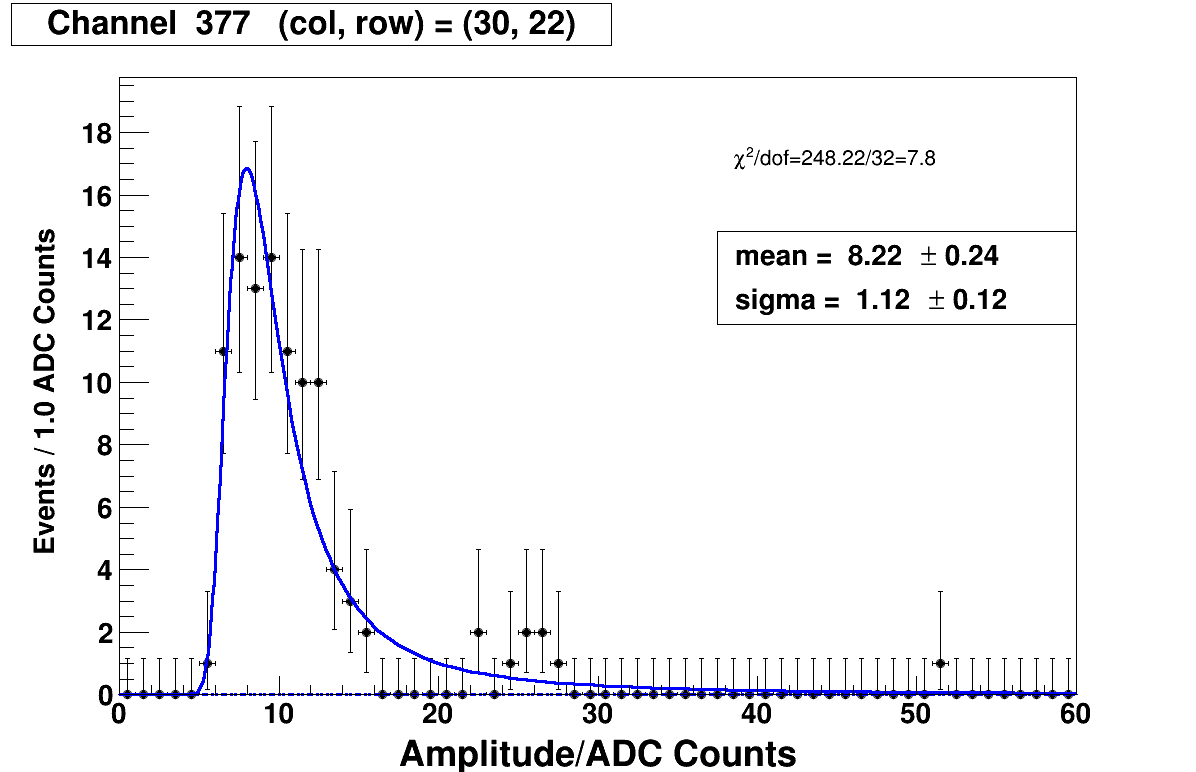 Channel 377 (col, row) = (30, 22)
χ²/dof=248.22/32=7.8
mean = 8.22 ± 0.24
sigma = 1.12 ± 0.12
Events / 1.0 ADC Counts
18
16
14
12
10
8
6
4
2
0
0 10 20 30 40 50 60
Amplitude/ADC Counts